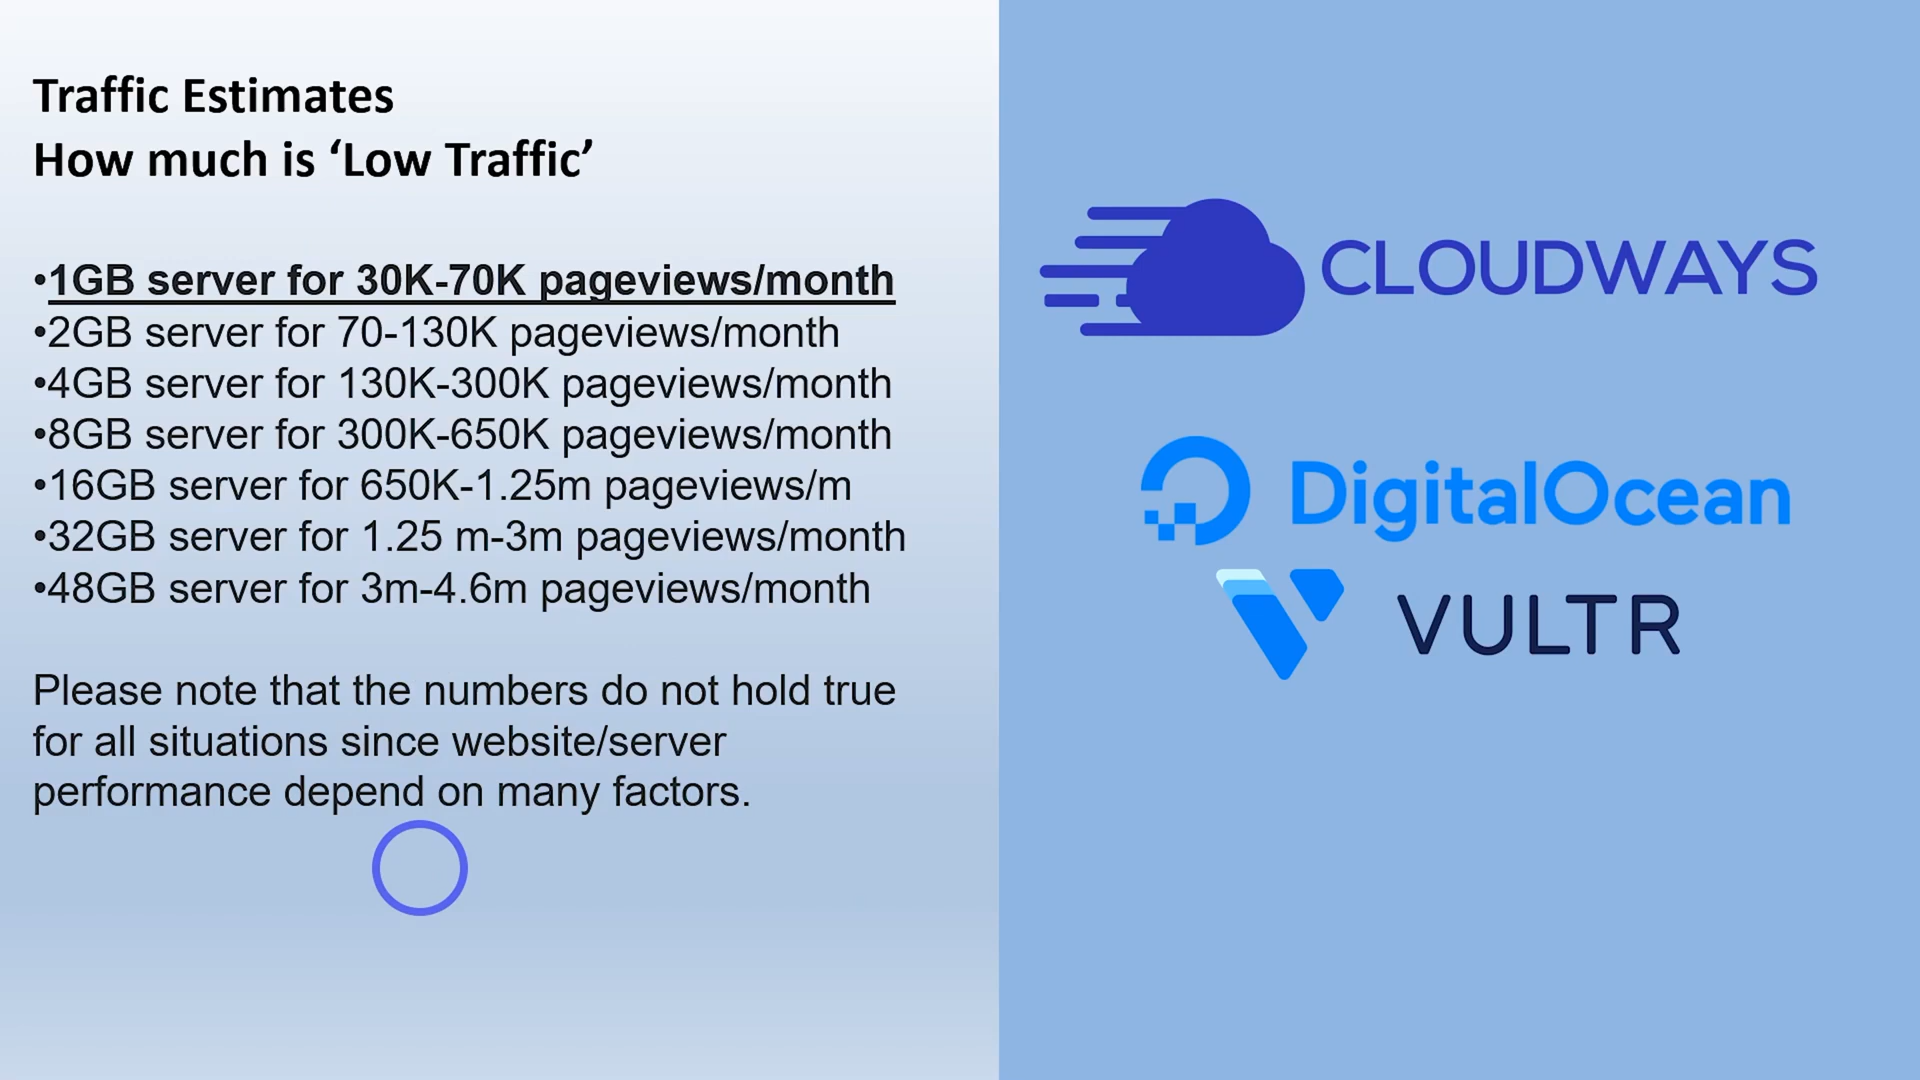 Traffic Estimates
How much is ‘Low Traffic’
•1GB server for 30K-70K pageviews/month
•2GB server for 70-130K pageviews/month
•4GB server for 130K-300K pageviews/month
•8GB server for 300K-650K pageviews/month
•16GB server for 650K-1.25m pageviews/m
•32GB server for 1.25 m-3m pageviews/month
•48GB server for 3m-4.6m pageviews/month
Please note that the numbers do not hold true
for all situations since website/server
performance depend on many factors.
CLOUDWAYS
DigitalOcean
VULTR